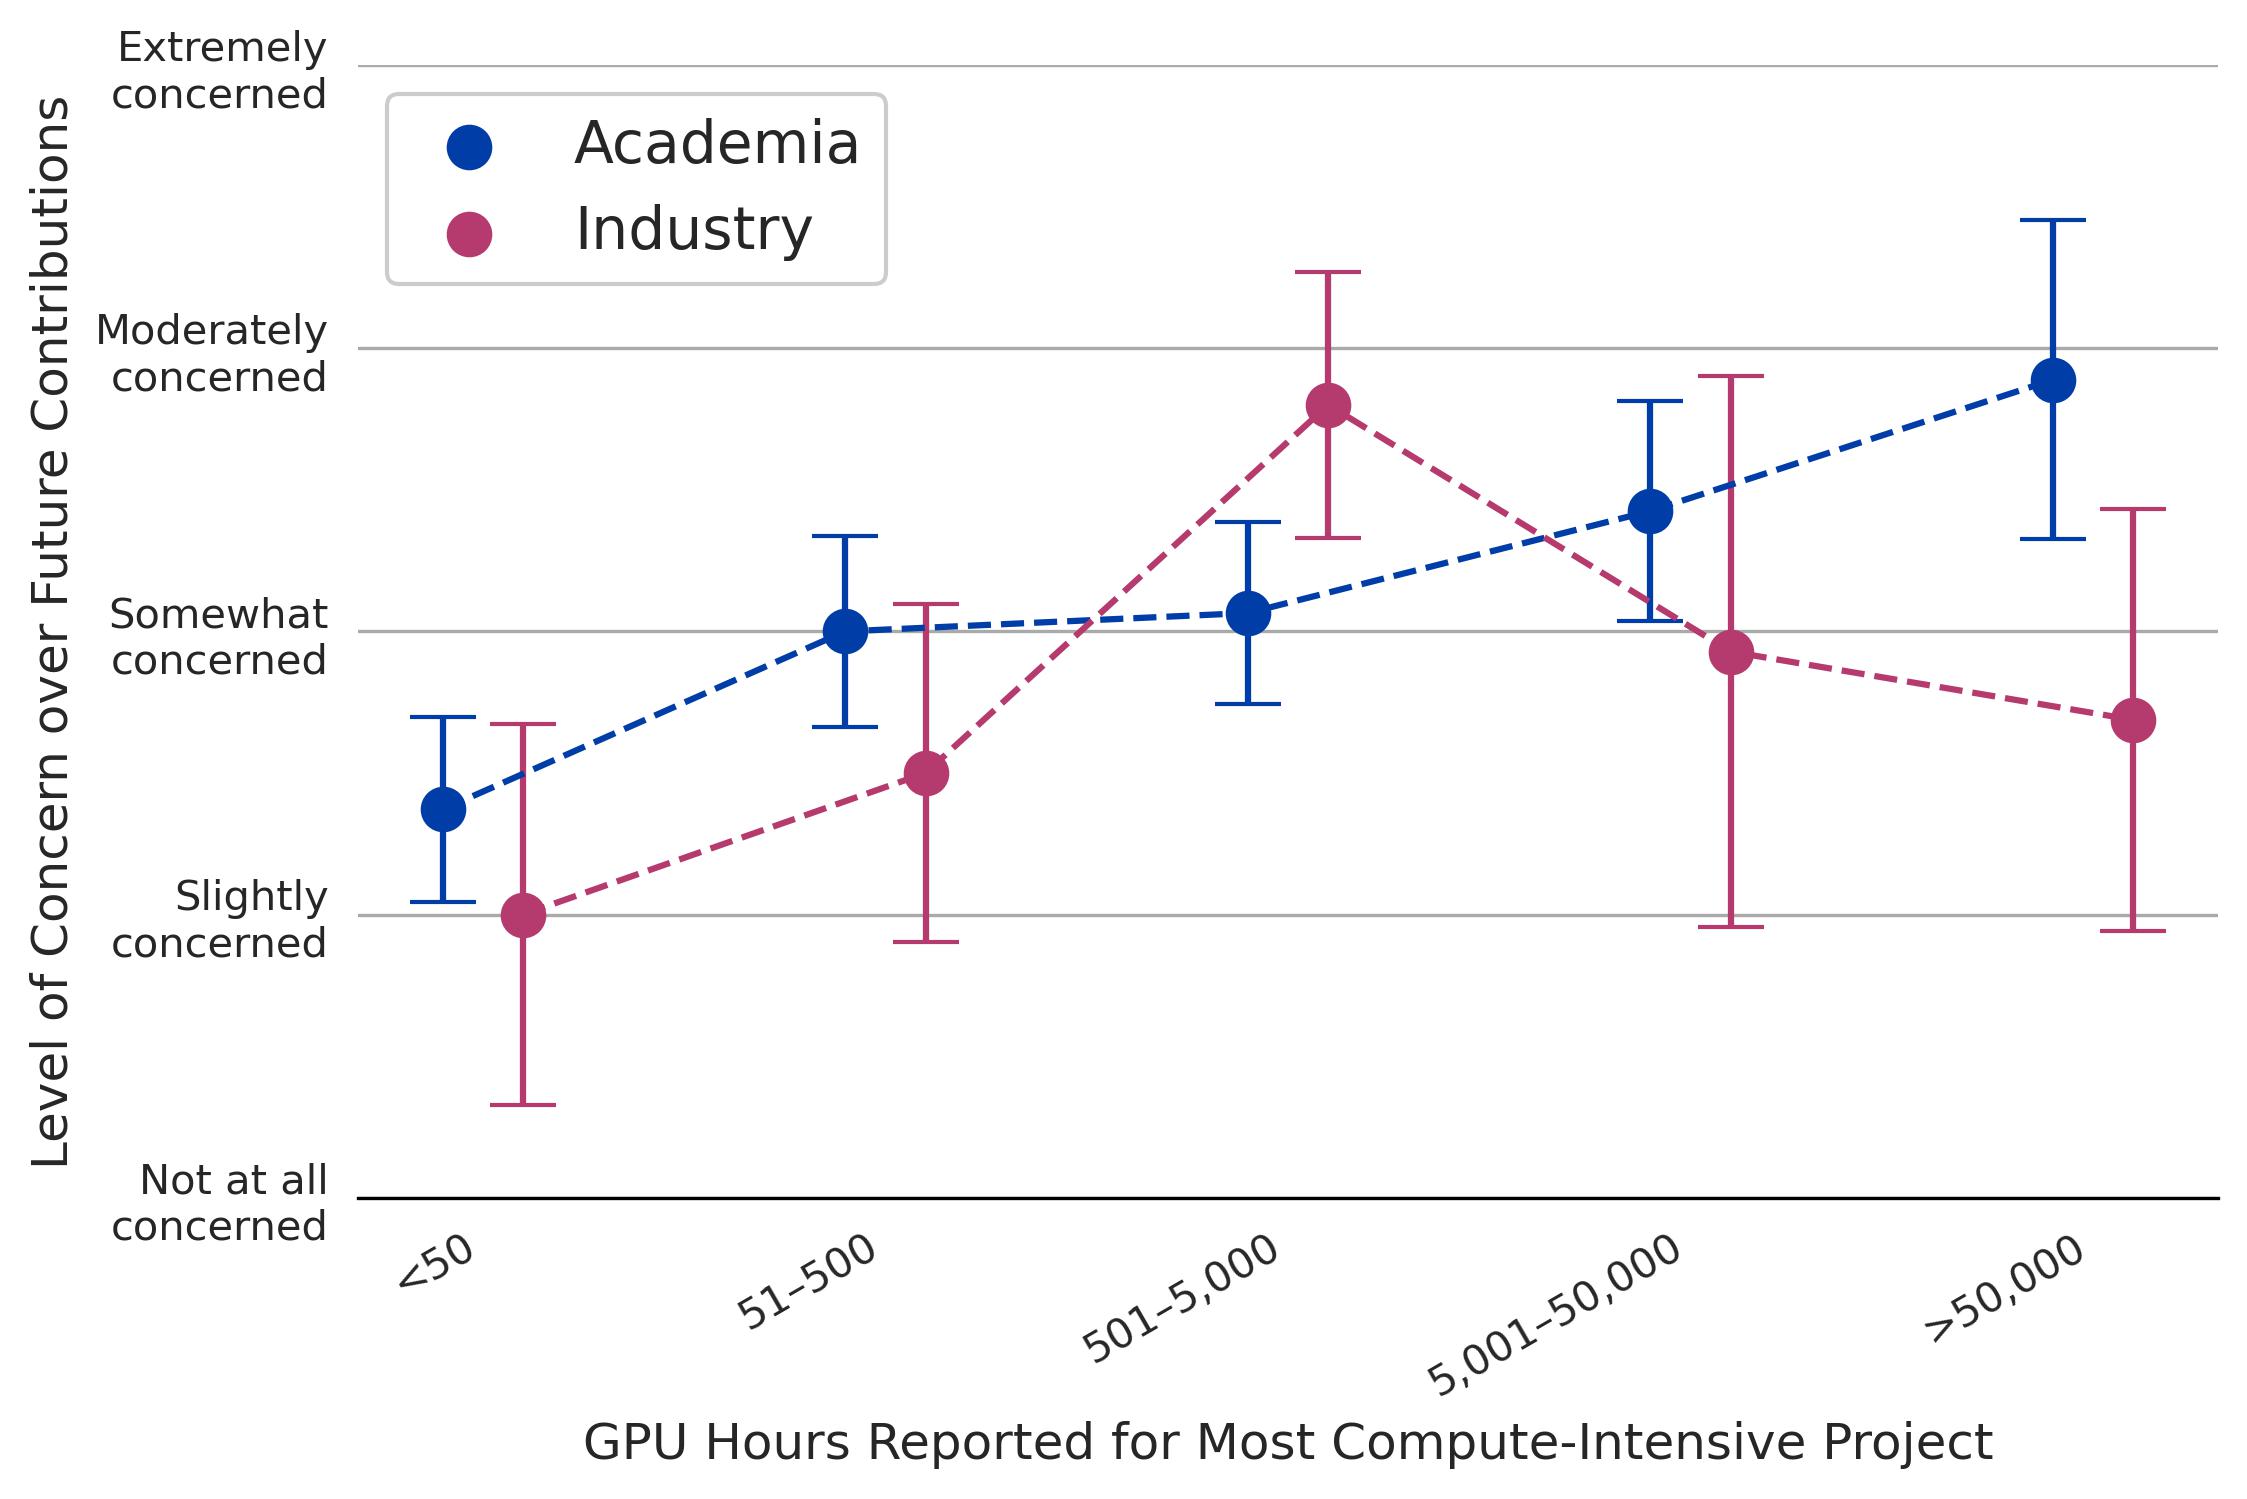 Extremely
concerned
Academia
Industry
Moderately
concerned
Somewhat
concerned
Slightly
concerned
Not at all
concerned
Level of Concern over Future Contributions
<50
51–500
501–5,000
5,001–50,000
>50,000
GPU Hours Reported for Most Compute-Intensive Project